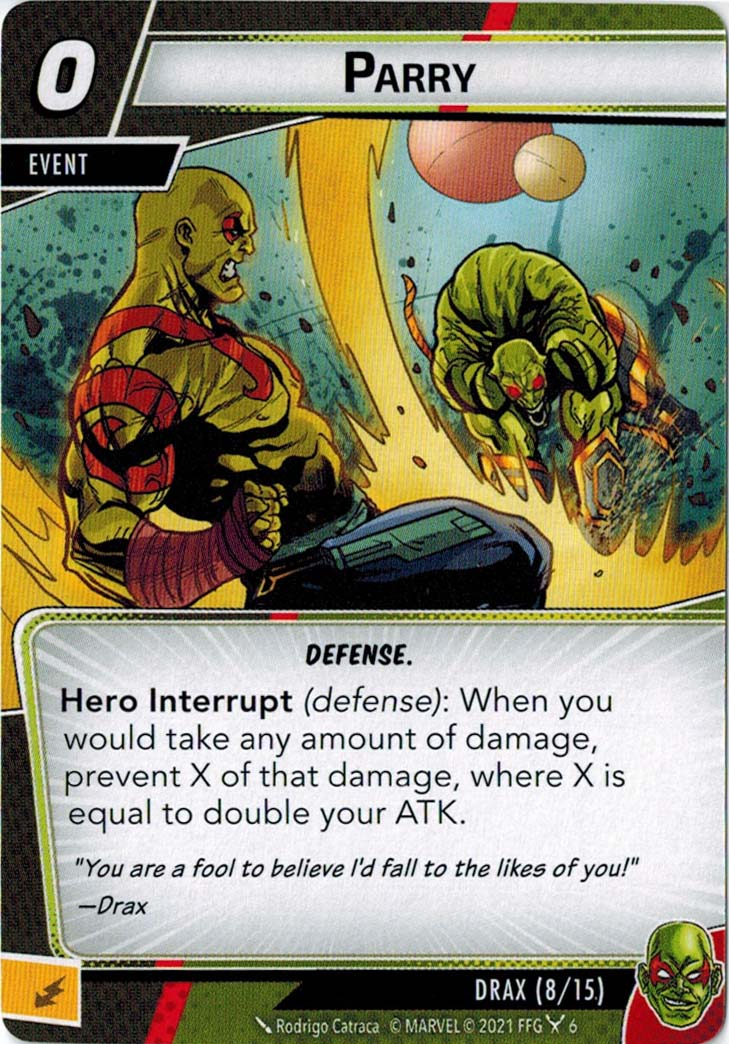 0
PARRY
EVENT
DEFENSE.
Hero Interrupt (defense): When you
would take any amount of damage,
prevent X of that damage, where X is
equal to double your ATK.
"You are a fool to believe I'd fall to the likes of you!"
—Drax
DRAX (8/15.)
Rodrigo Catraca © MARVEL © 2021 FFG 6